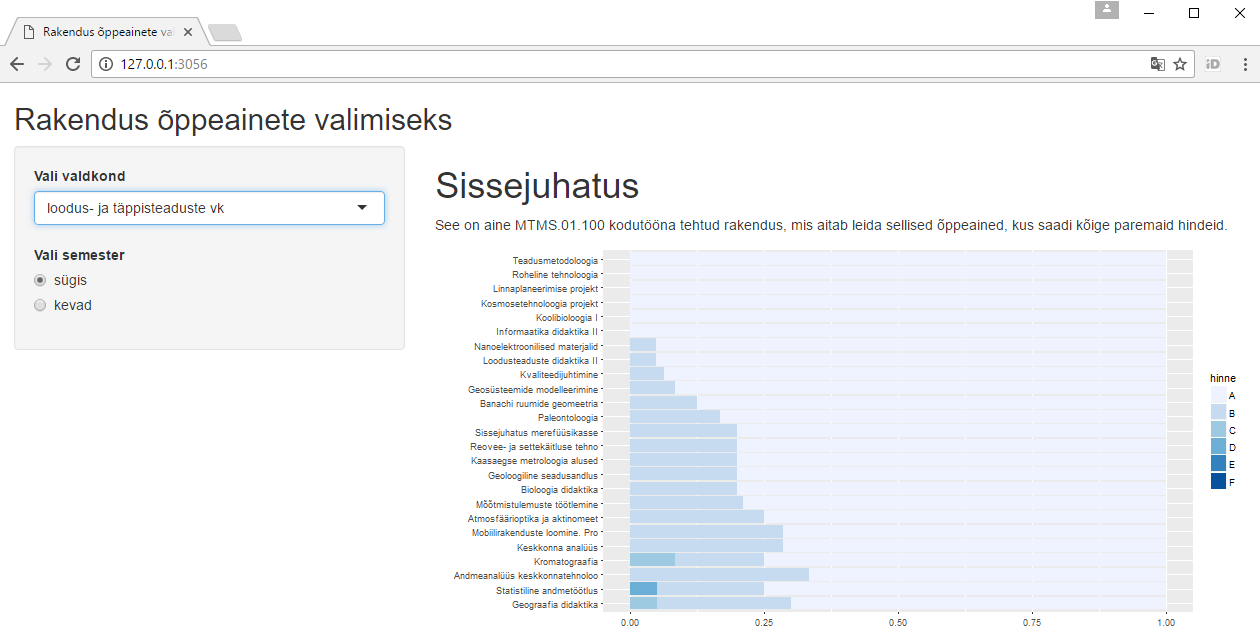 Rakendus õppeainete va
127.0.0.1:3056
iD
Rakendus õppeainete valimiseks
Vali valdkond
loodus- ja täppisteaduste vk
Vali semester
sügis
kevad
Sissejuhatus
See on aine MTMS.01.100 kodutööna tehtud rakendus, mis aitab leida sellised õppeained, kus saadi kõige paremaid hindeid.
Teadusmetodoloogia
Roheline tehnoloogia
Linnaplaneerimise projekt
Kosmosetehnoloogia projekt
Koolibioloogia I
Informaatika didaktika II
Nanoelektroonilised materjalid
Loodusteaduste didaktika II
Kvaliteedijuhtimine
Geosüsteemide modelleerimine
Banachi ruumide geomeetria
Paleontoloogia
Sissejuhatus merefüüsikasse
Reovee- ja settekäitluse tehno
Kaasaegse metroloogia alused
Geoloogiline seadusandlus
Bioloogia didaktika
Mõõtmistulemuste töötlemine
Atmosfäärioptika ja aktinomeet
Mobiilirakenduste loomine. Pro
Keskkonna analüüs
Kromatograafia
Andmeanalüüs keskkonnatehnoloo
Statistiline andmetöötlus
Geograafia didaktika
0.00 0.25 0.50 0.75 1.00
hinne
A
B
C
D
E
F